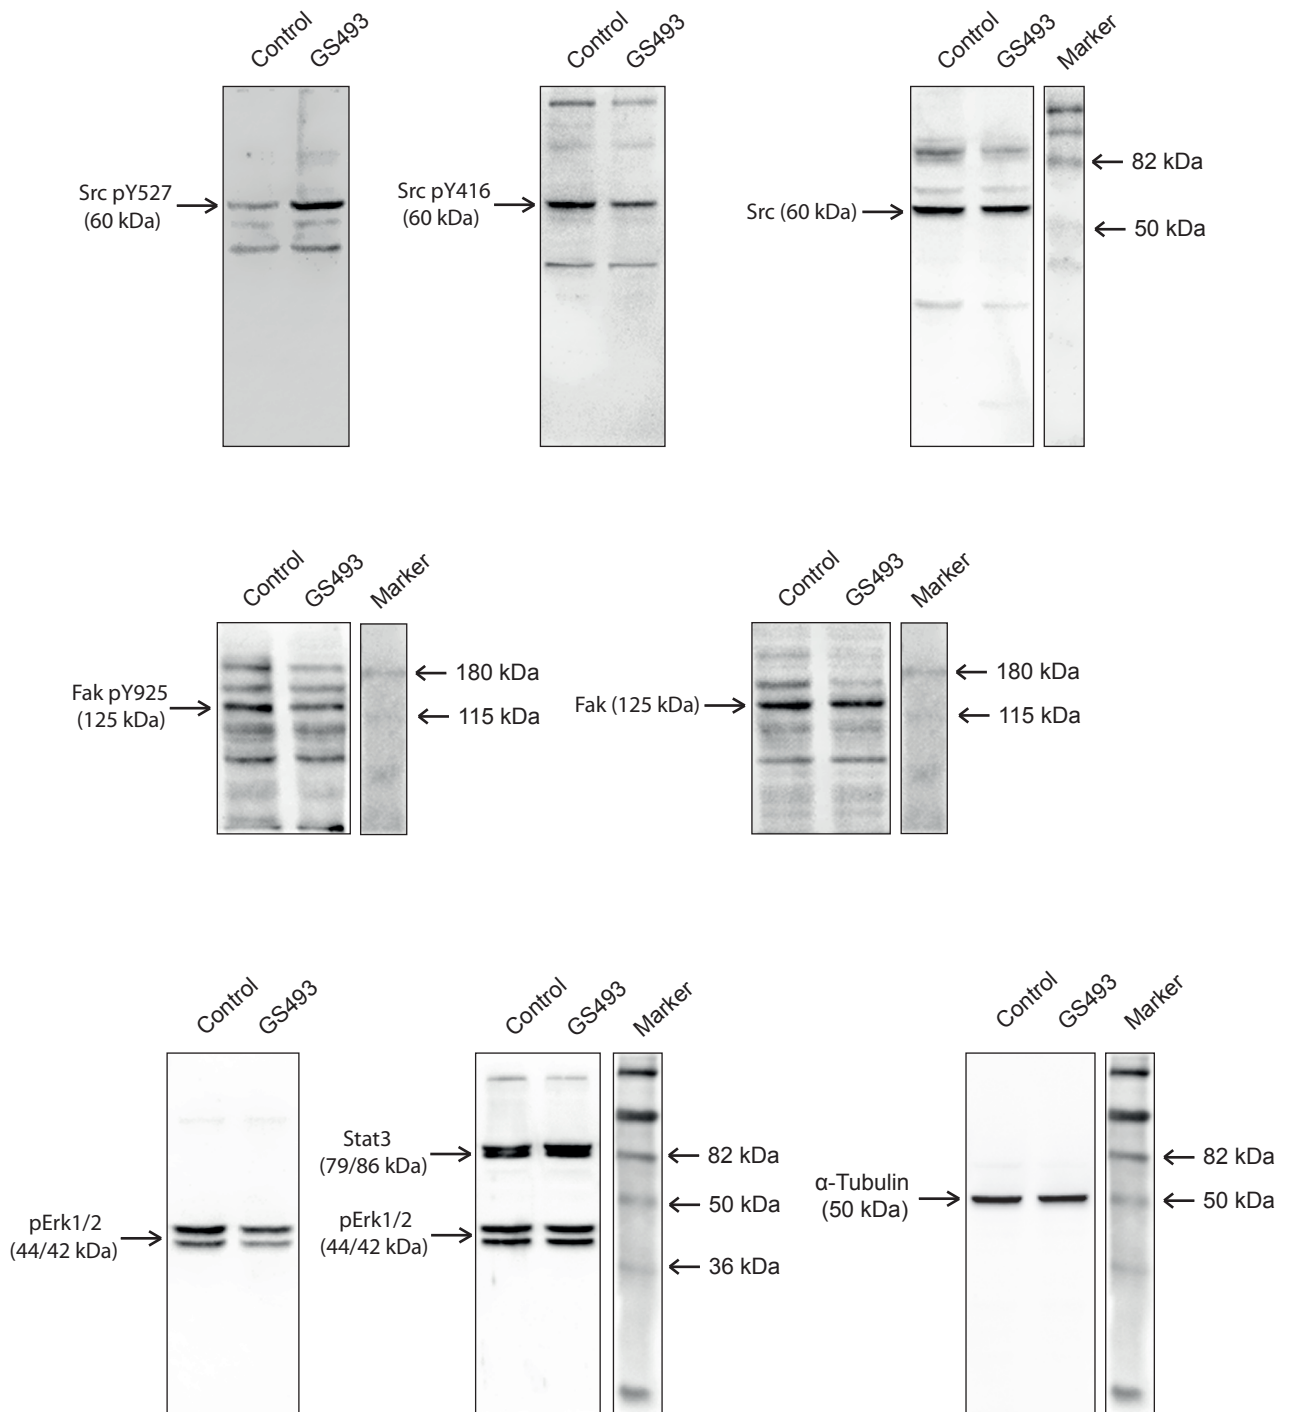 Control GS493
Control GS493
Control GS493 Marker
Src pY527
(60 kDa)
Src pY416
(60 kDa)
Src (60 kDa)
82 kDa
50 kDa
Control GS493 Marker
Control GS493 Marker
Fak pY925
(125 kDa)
180 kDa
115 kDa
Fak (125 kDa)
180 kDa
115 kDa
Control GS493
Control GS493 Marker
Control GS493 Marker
pErk1/2
(44/42 kDa)
Stat3
(79/86 kDa)
pErk1/2
(44/42 kDa)
82 kDa
50 kDa
36 kDa
α-Tubulin
(50 kDa)
82 kDa
50 kDa